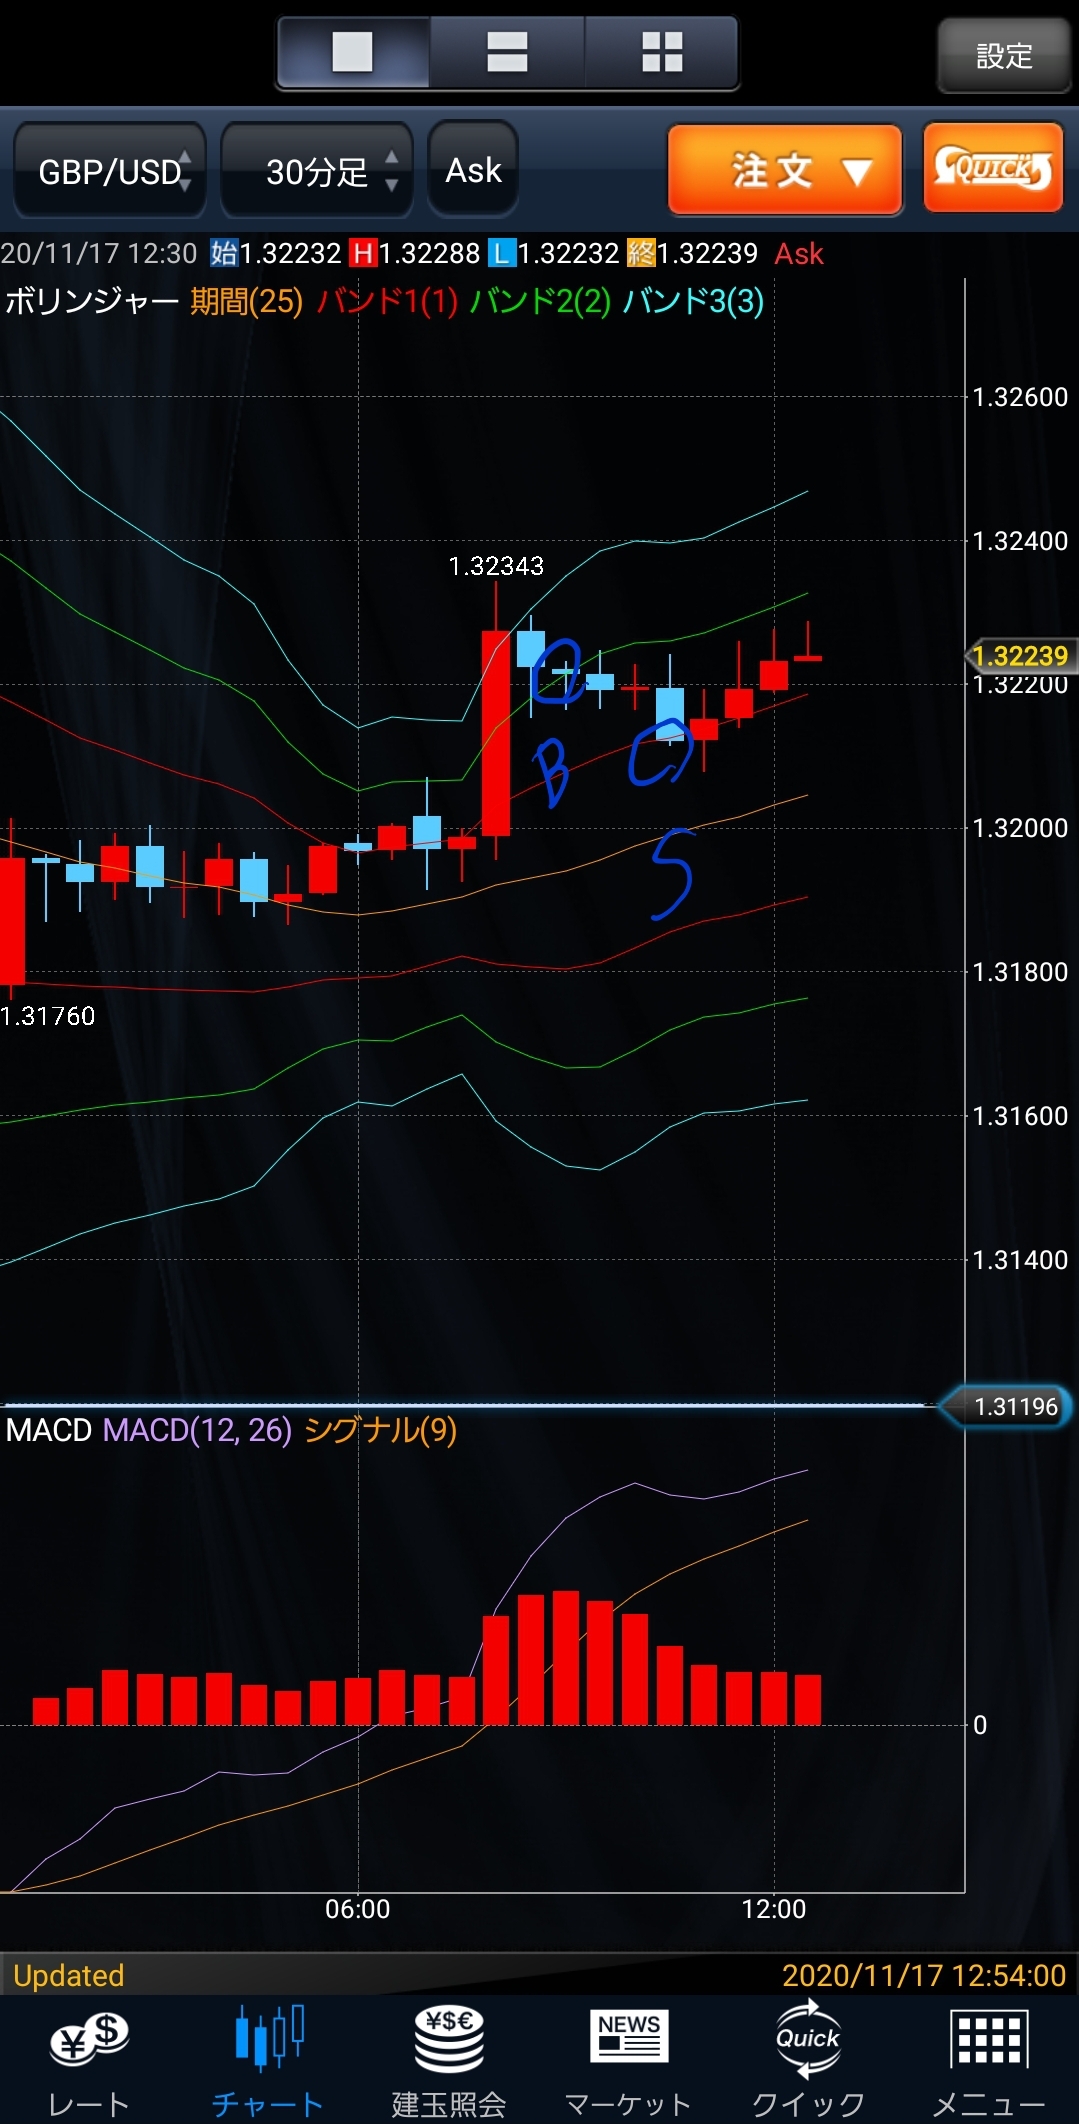 設定
GBP/USD 30分足 Ask 注文 QUICK
20/11/17 12:30 始1.32232 H1.32288 L1.32232 終1.32239 Ask
ボリンジャー 期間(25) バンド1(1) バンド2(2) バンド3(3)
1.32600
1.32400
1.32343
1.32239
1.32200
B
1.32000
S
1.31800
1.31760
1.31600
1.31400
1.31196
MACD MACD(12, 26) シグナル(9)
0
06:00 12:00
Updated 2020/11/17 12:54:00
¥$ ¥$€ NEWS Quick
レート チャート 建玉照会 マーケット クイック メニュー